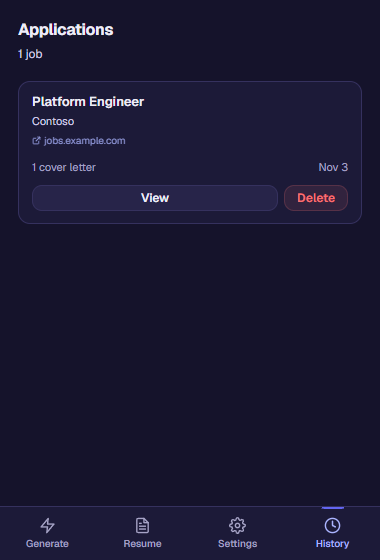 Applications
1 job
Platform Engineer
Contoso
jobs.example.com
1 cover letter Nov 3
View Delete
Generate Resume Settings History